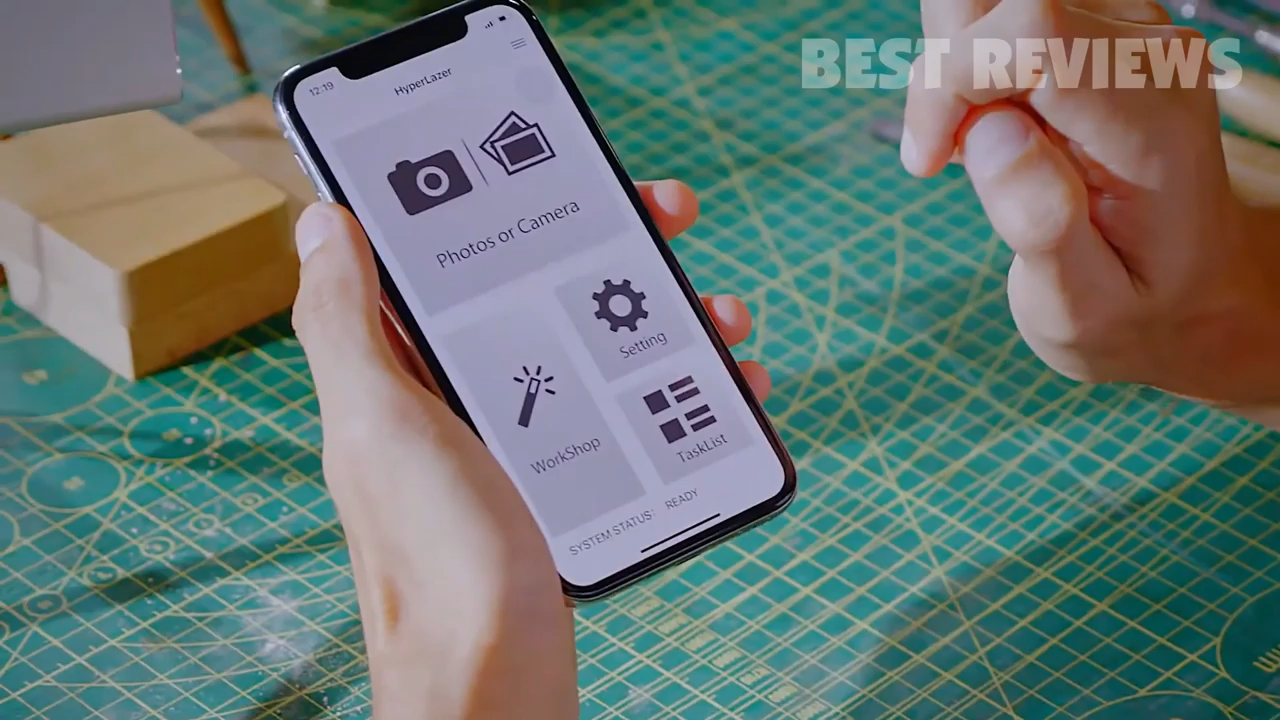 BEST REVIEWS
12:19
HyperLazer
Photos or Camera
Setting
WorkShop
TaskList
SYSTEM STATUS: READY